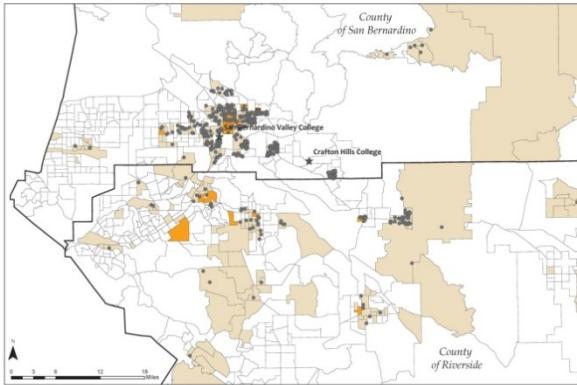 County
of San Bernardino
San Bernardino Valley College
Crafton Hills College
County
of Riverside
N
0 3 6 12 18
Miles